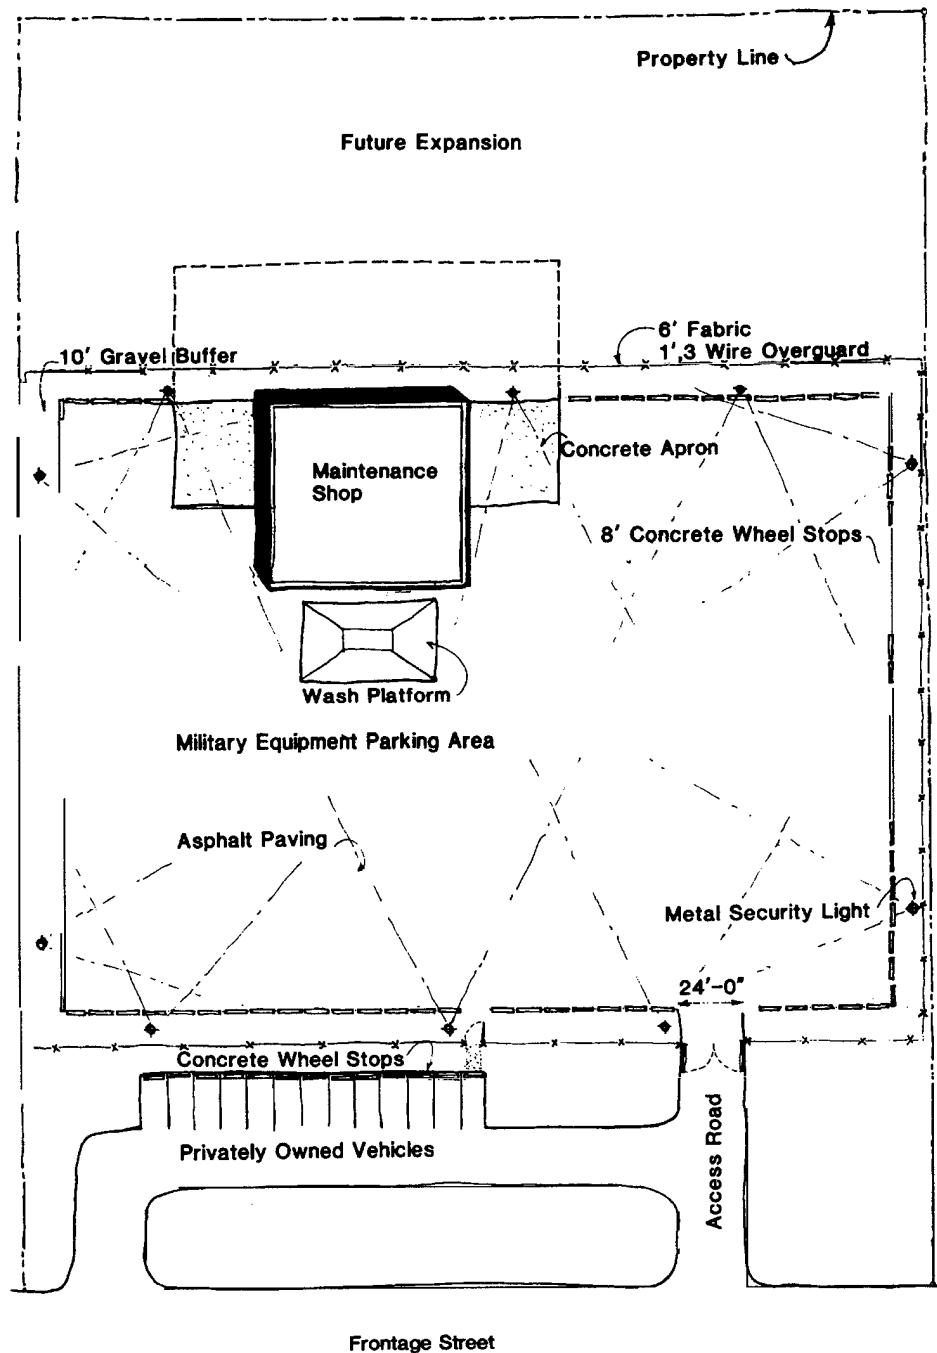 Property Line
Future Expansion
6' Fabric
1',3 Wire Overguard
10' Gravel Buffer
Concrete Apron
Maintenance
Shop
8' Concrete Wheel Stops
Wash Platform
Military Equipment Parking Area
Asphalt Paving
Metal Security Light
24'-0"
Concrete Wheel Stops
Access Road
Privately Owned Vehicles
Frontage Street